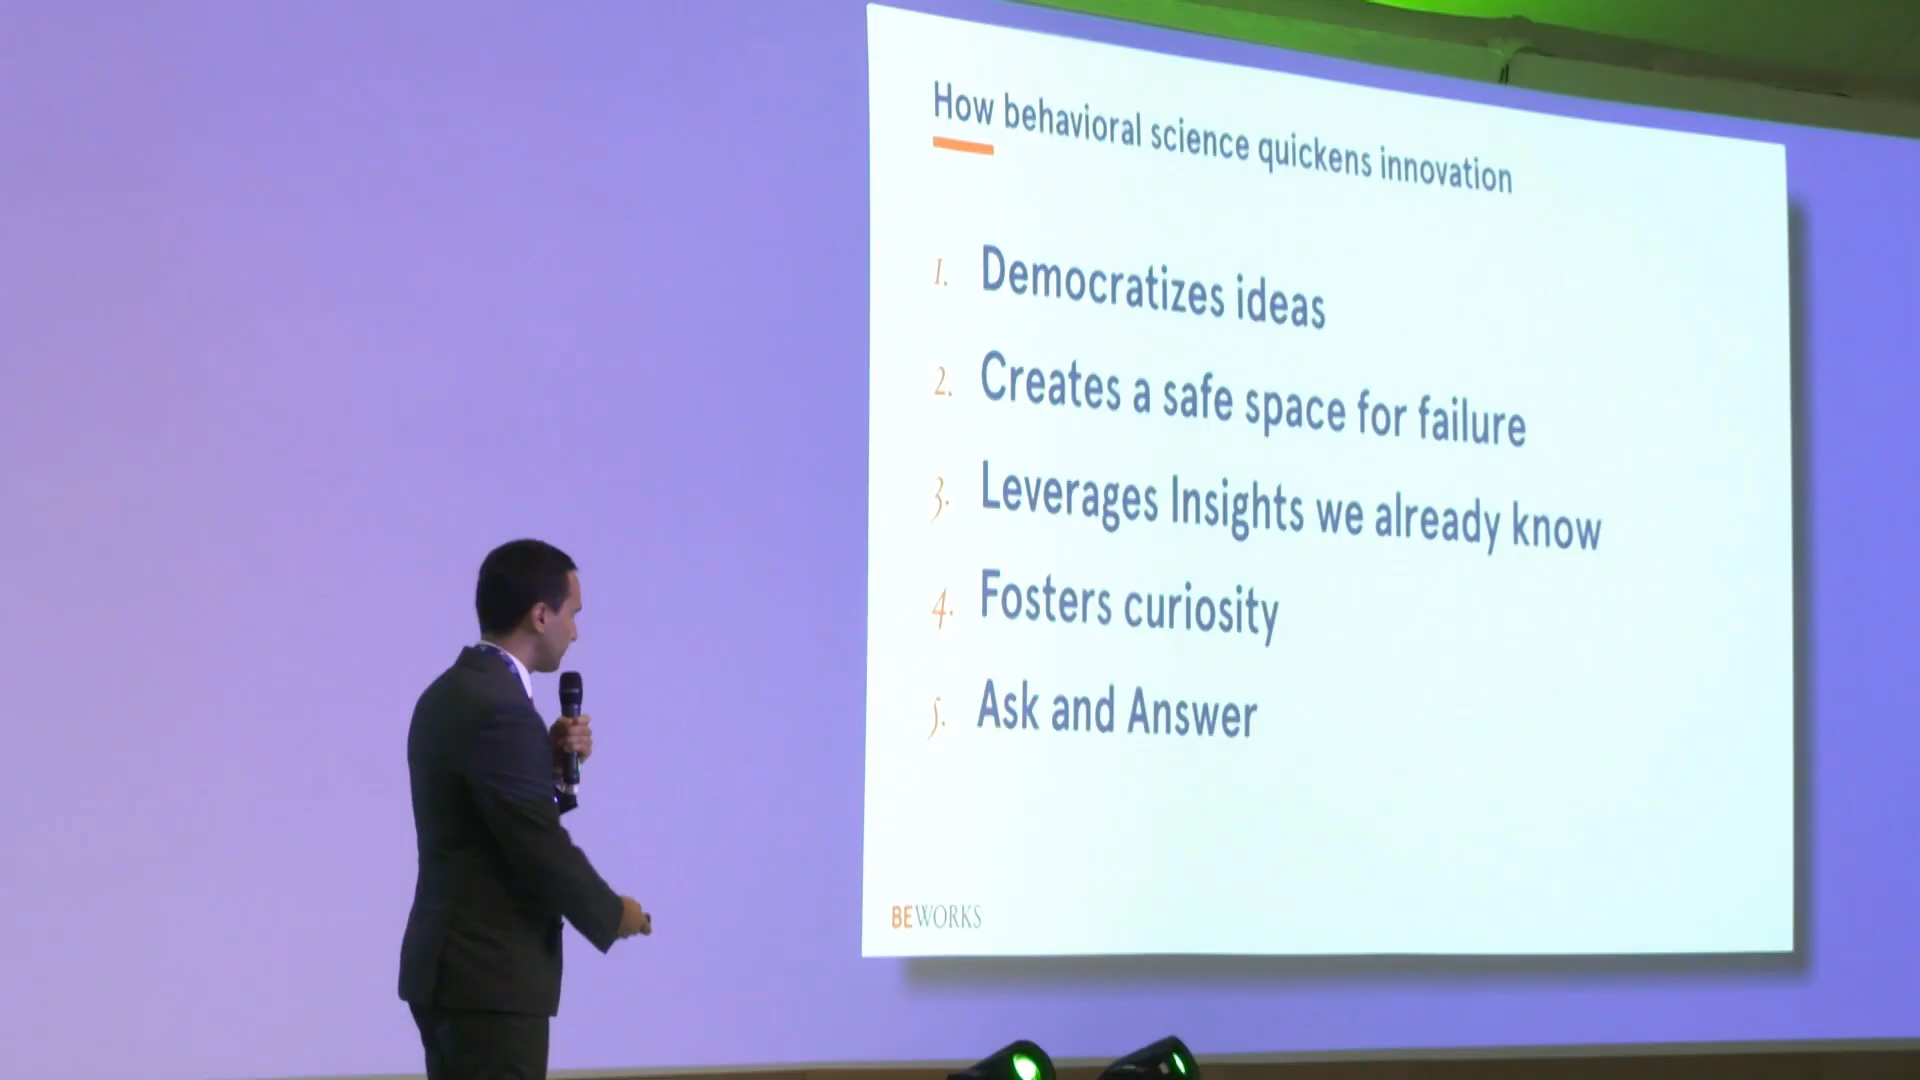 How behavioral science quickens innovation
1. Democratizes ideas
2. Creates a safe space for failure
3. Leverages Insights we already know
4. Fosters curiosity
5. Ask and Answer
BEWORKS